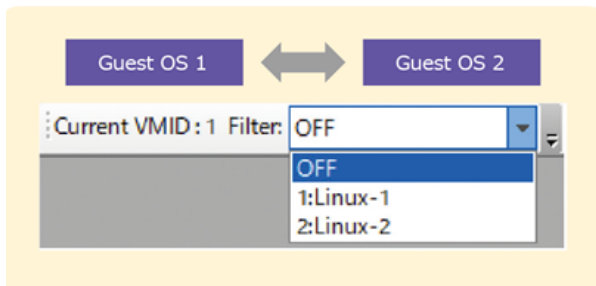 Guest OS 1
Guest OS 2
Current VMID : 1 Filter: OFF
OFF
1:Linux-1
2:Linux-2